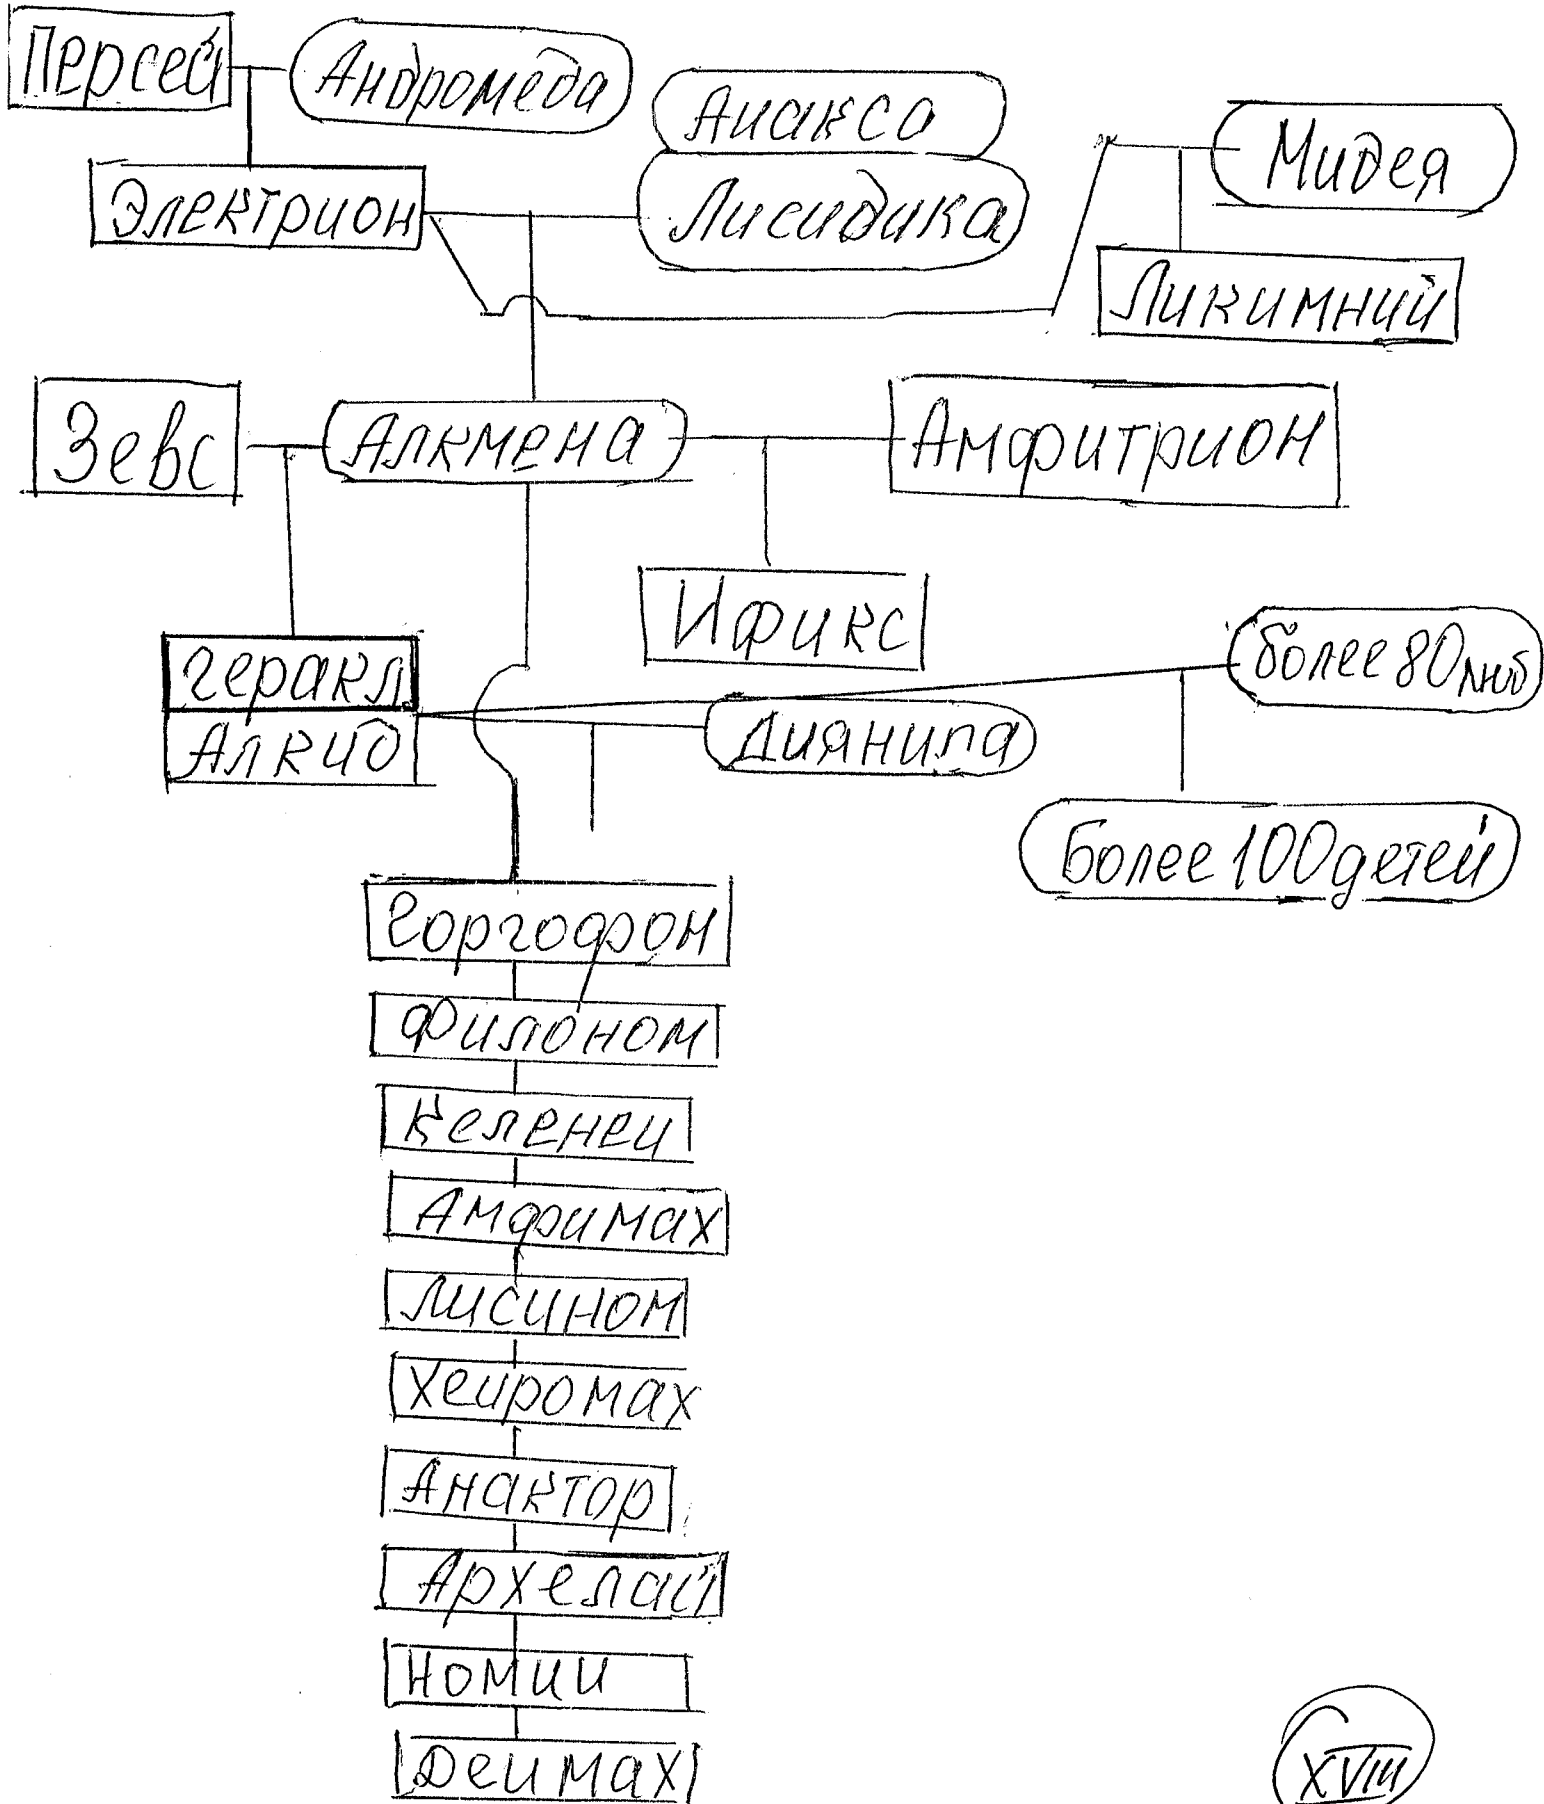 Персей
Андромеда
Анаксо
Мидея
Электрион
Лисидика
Ликимний
Зевс
Алкмена
Амфитрион
Ификс
Геракл
Алкид
более 80 люб
Диянира
Более 100 детей
Горгофон
Филоном
Келенеи
Амфимах
Лисином
Хеиромах
Анактор
Архелай
Номии
Деимах
XVIII